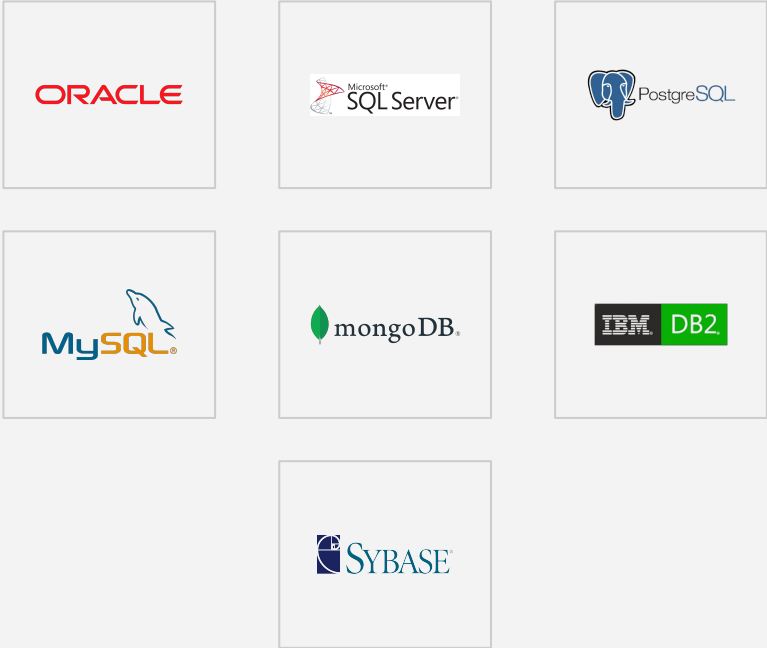 ORACLE
Microsoft®
SQL Server®
PostgreSQL
MySQL®
mongoDB®
IBM® DB2®
SYBASE®